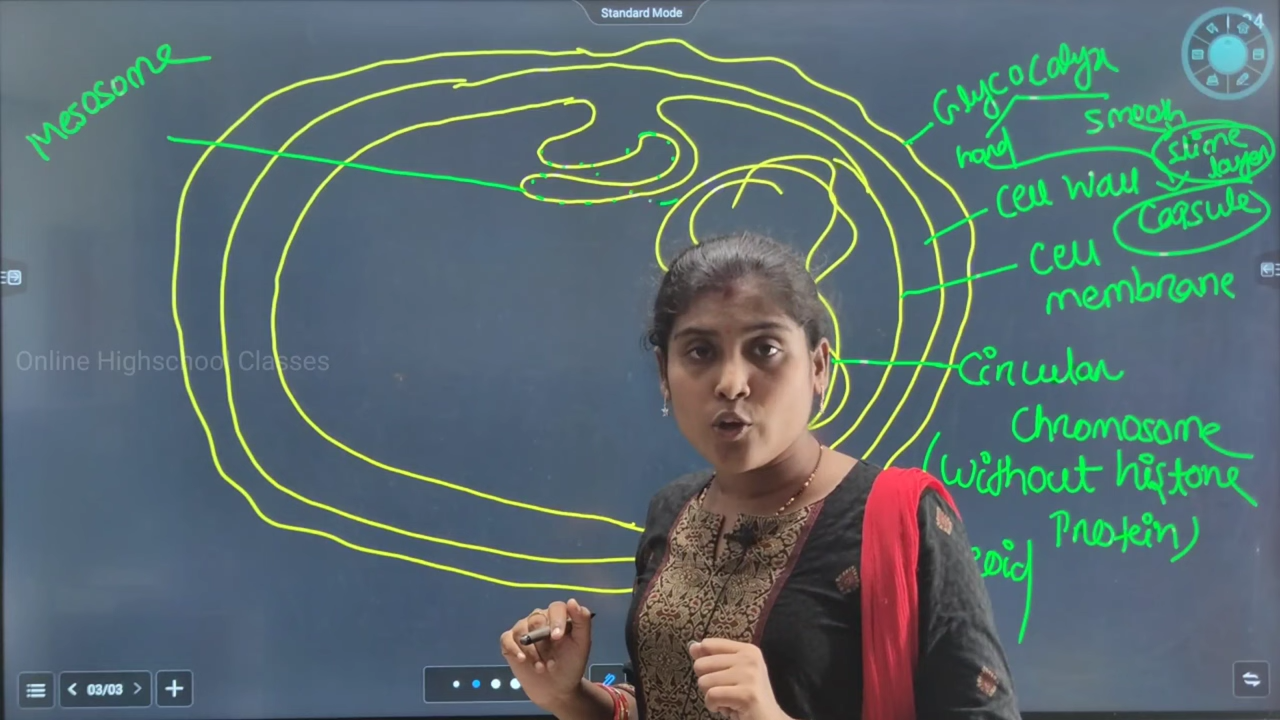 Standard Mode
Mesosome
Glycocalyx
Smooth
hard
Slime
layer
Cell Wall
Capsule
Cell
membrane
Online Highschool Classes
Circular
Chromosome
(without histone
Protein)
03/03